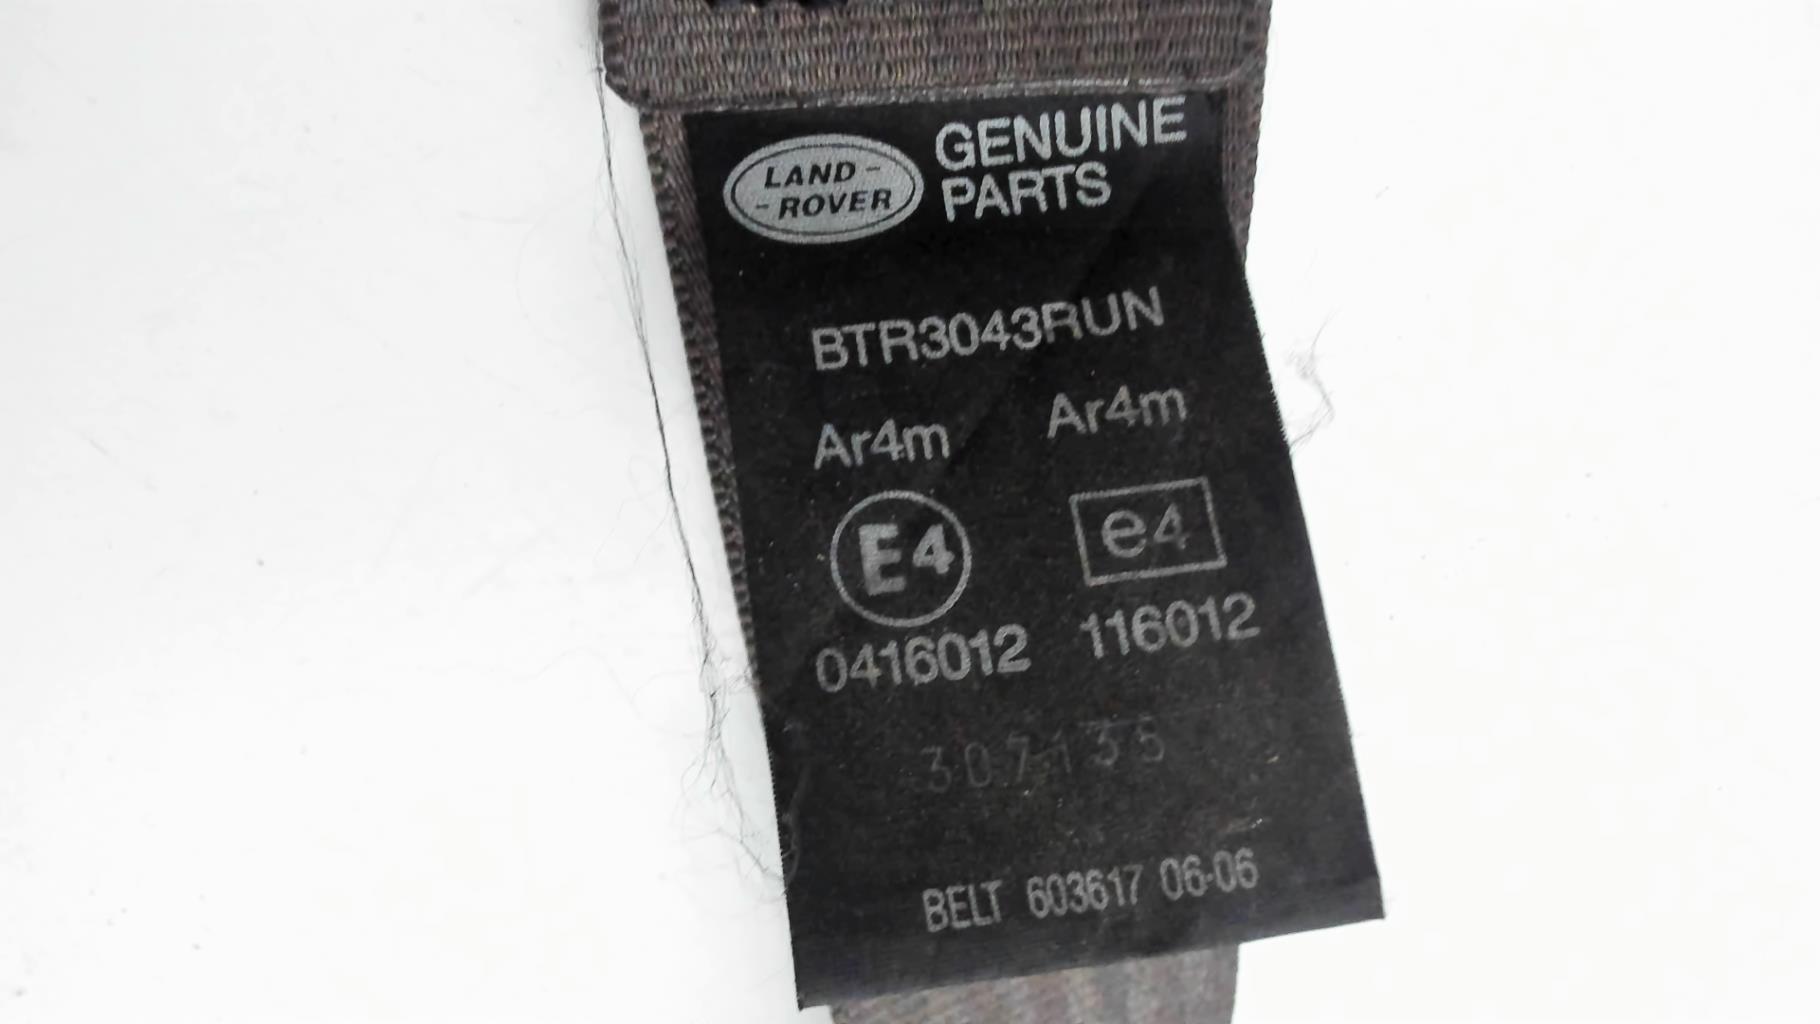 LAND-
-ROVER
GENUINE
PARTS
BTR3043RUN
Ar4m Ar4m
E4 e4
0416012 116012
307135
BELT 603617 06-06